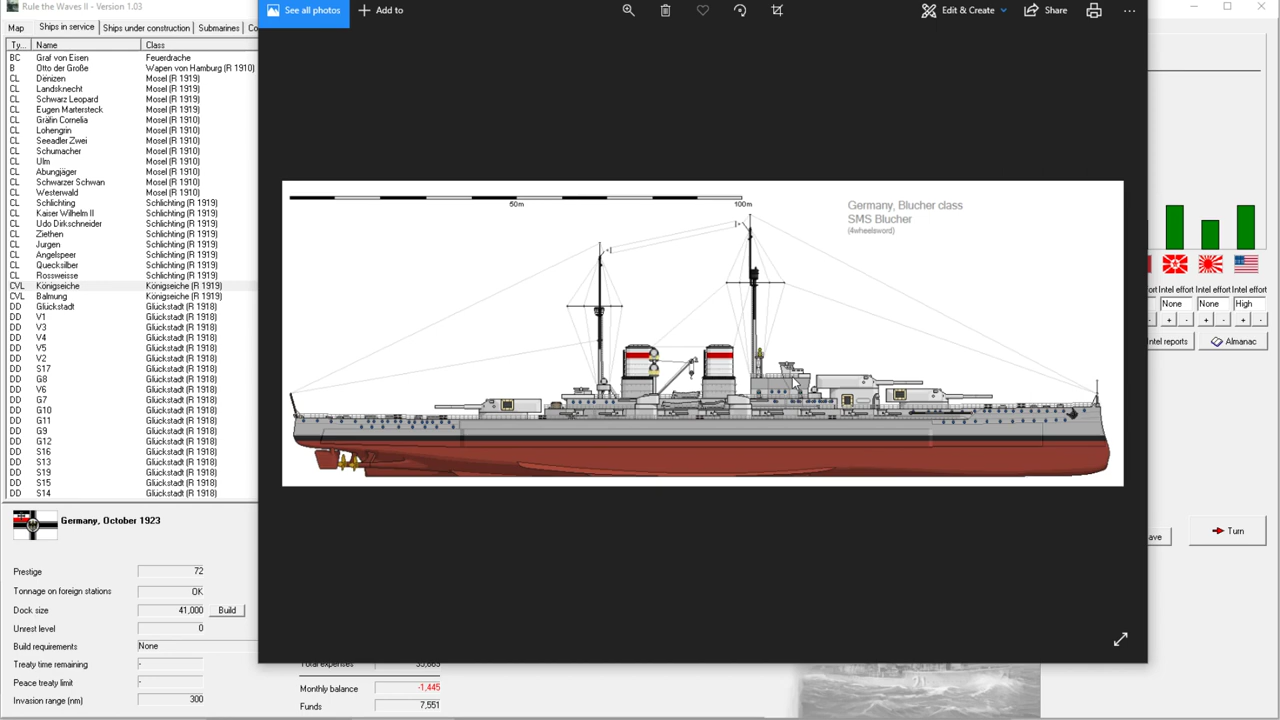 Rule the Waves II - Version 1.03
See all photos
Add to
Edit & Create
Share
Map
Ships in service
Ships under construction
Submarines
Ty...
Name
Class
BC Graf von Eisen Feuerdrache
B Otto der Große Wapen von Hamburg (R 1910)
CL Denizen Mosel (R 1919)
CL Landsknecht Mosel (R 1919)
CL Schwarz Leopard Mosel (R 1919)
CL Eugen Martersteck Mosel (R 1919)
CL Gräfin Cornelia Mosel (R 1910)
CL Lohengrin Mosel (R 1910)
CL Seeadler Zwei Mosel (R 1910)
CL Schumacher Mosel (R 1910)
CL Ulm Mosel (R 1910)
CL Abungjäger Mosel (R 1910)
CL Schwarzer Schwan Mosel (R 1910)
CL Westerwald Mosel (R 1910)
CL Schlichting Schlichting (R 1919)
CL Kaiser Wilhelm II Schlichting (R 1919)
CL Udo Dirkschneider Schlichting (R 1919)
CL Ziethen Schlichting (R 1919)
CL Jurgen Schlichting (R 1919)
CL Angelspeer Schlichting (R 1919)
CL Quecksilber Schlichting (R 1919)
CL Rossweisse Schlichting (R 1919)
CVL Königseiche Königseiche (R 1919)
CVL Balmung Königseiche (R 1919)
DD Glückstadt Glückstadt (R 1918)
DD V1 Glückstadt (R 1918)
DD V3 Glückstadt (R 1918)
DD V4 Glückstadt (R 1918)
DD V5 Glückstadt (R 1918)
DD V2 Glückstadt (R 1918)
DD S17 Glückstadt (R 1918)
DD G8 Glückstadt (R 1918)
DD V6 Glückstadt (R 1918)
DD G7 Glückstadt (R 1918)
DD G10 Glückstadt (R 1918)
DD G11 Glückstadt (R 1918)
DD G9 Glückstadt (R 1918)
DD G12 Glückstadt (R 1918)
DD S16 Glückstadt (R 1918)
DD S13 Glückstadt (R 1918)
DD S19 Glückstadt (R 1918)
DD S15 Glückstadt (R 1918)
DD S14 Glückstadt (R 1918)
50m
100m
Germany, Blucher class
SMS Blucher
(4wheelsword)
Intel effort Intel effort Intel effort
None None High
+ - + - + -
Intel reports
Almanac
Turn
Germany, October 1923
Prestige 72
Tonnage on foreign stations OK
Dock size 41,000 Build
Unrest level 0
Build requirements None
Treaty time remaining -
Peace treaty limit -
Invasion range (nm) 300
Monthly balance -1,445
Funds 7,551